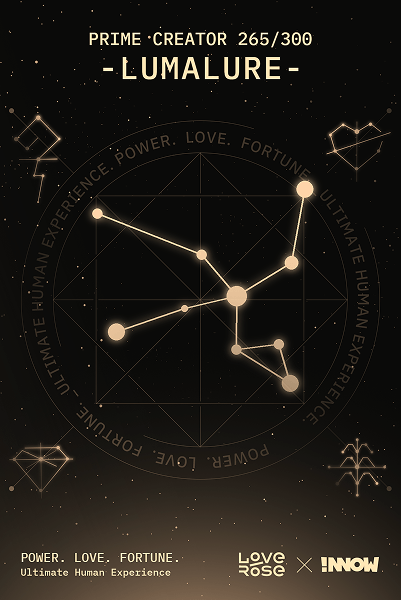 PRIME·CREATOR 265/300
-LUMALURE-
POWER. LOVE. FORTUNE - ULTIMATE HUMAN EXPERIENCE.
POWER. LOVE. FORTUNE - ULTIMATE HUMAN EXPERIENCE.
POWER. LOVE. FORTUNE.
Ultimate Human Experience
LOVE
ROSE
!NNOW